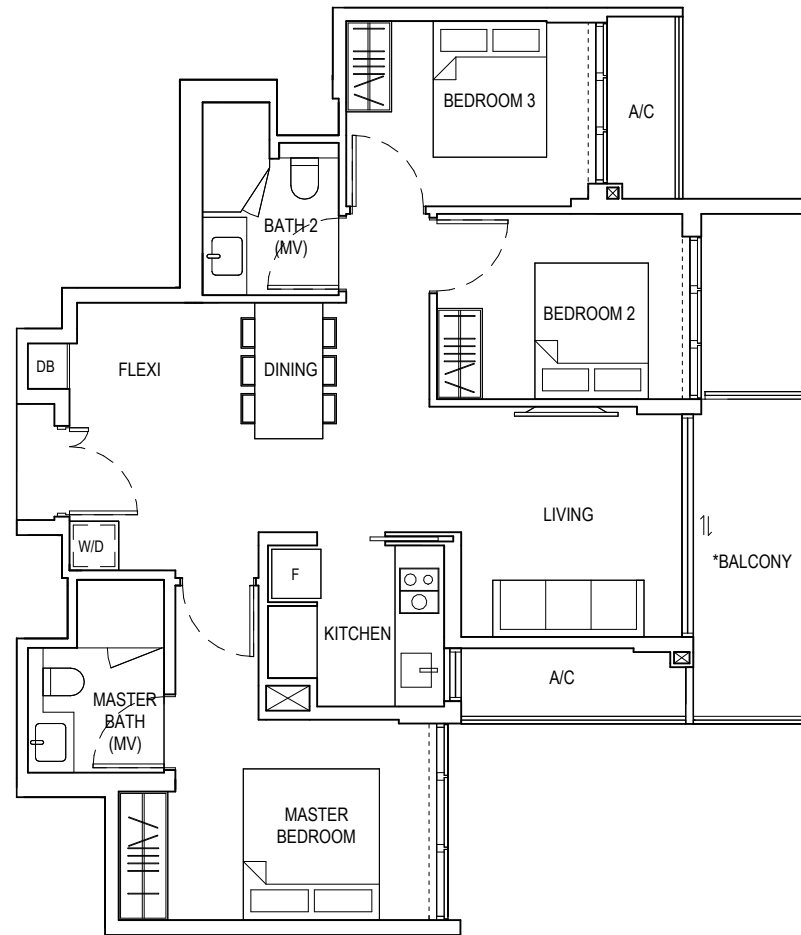 BEDROOM 3
A/C
BATH 2
(MV)
BEDROOM 2
DB
FLEXI
DINING
LIVING
*BALCONY
W/D
F
KITCHEN
A/C
MASTER
BATH
(MV)
MASTER
BEDROOM